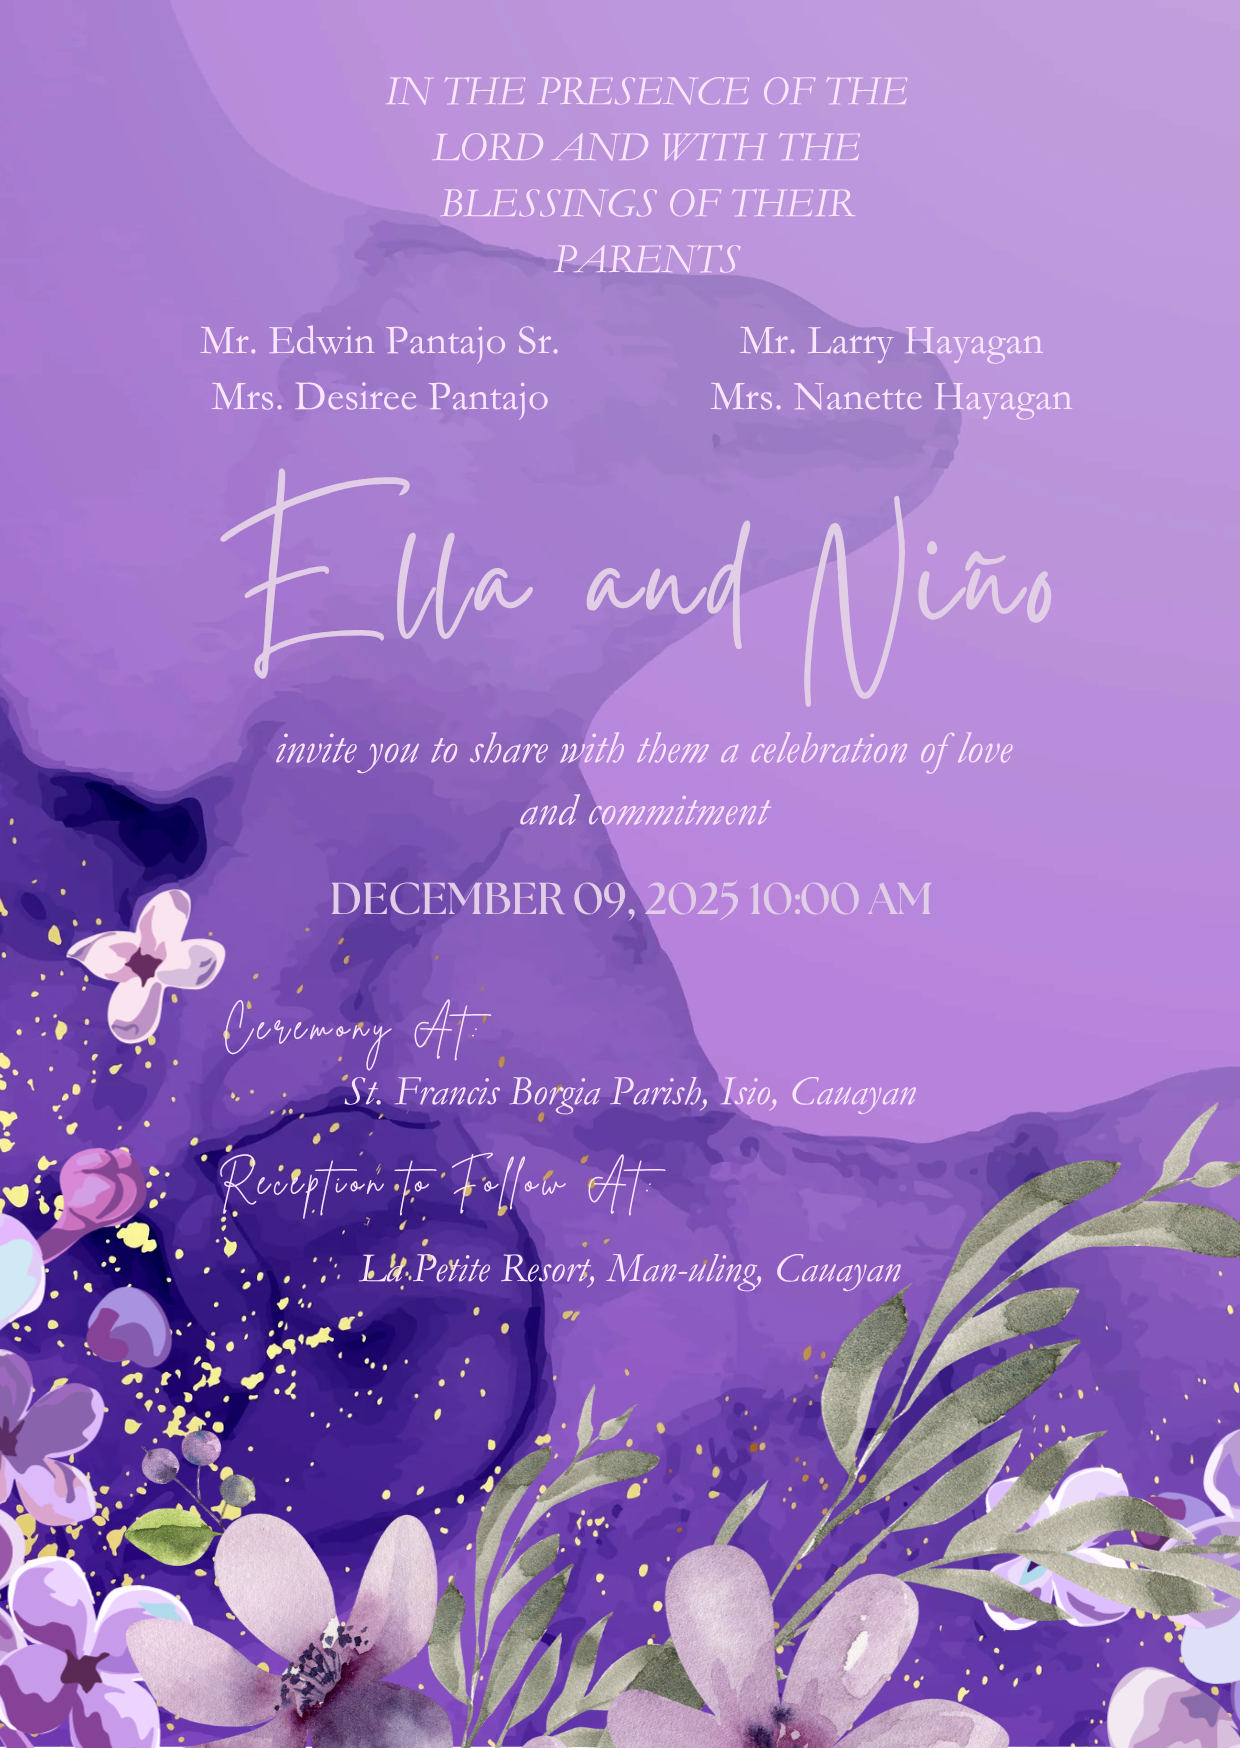 IN THE PRESENCE OF THE
LORD AND WITH THE
BLESSINGS OF THEIR
PARENTS
Mr. Edwin Pantajo Sr.
Mrs. Desiree Pantajo
Mr. Larry Hayagan
Mrs. Nanette Hayagan
Ella and Niño
invite you to share with them a celebration of love
and commitment
DECEMBER 09, 2025 10:00 AM
Ceremony At:
St. Francis Borgia Parish, Isio, Cauayan
Reception to Follow At:
La Petite Resort, Man-uling, Cauayan